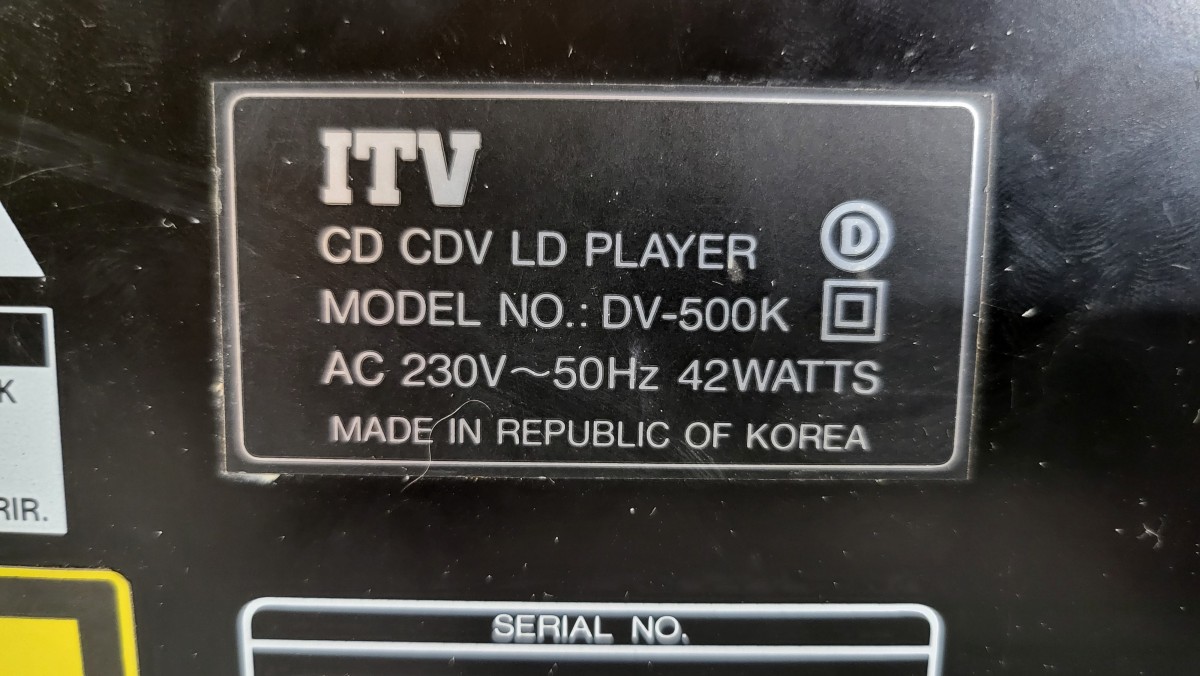 ITV
CD CDV LD PLAYER
D
MODEL NO.: DV-500K
AC 230V~50Hz 42WATTS
MADE IN REPUBLIC OF KOREA
K
RIR.
SERIAL NO.